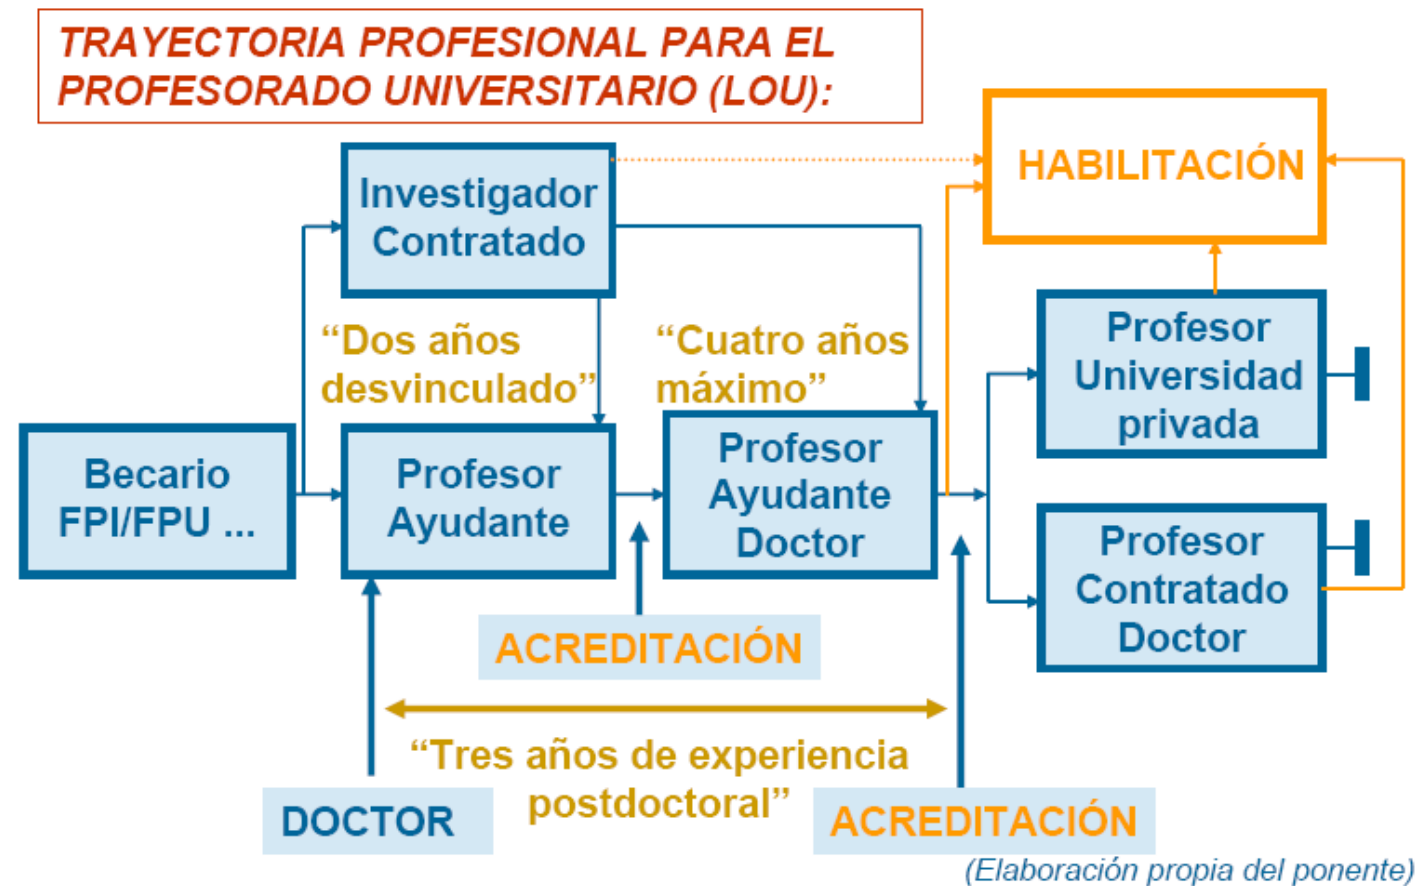 TRAYECTORIA PROFESIONAL PARA EL
PROFESORADO UNIVERSITARIO (LOU):
HABILITACIÓN
Investigador
Contratado
“Dos años
desvinculado”
“Cuatro años
máximo”
Profesor
Universidad
privada
Becario
FPI/FPU ...
Profesor
Ayudante
Profesor
Ayudante
Doctor
Profesor
Contratado
Doctor
ACREDITACIÓN
“Tres años de experiencia
postdoctoral”
DOCTOR
ACREDITACIÓN
(Elaboración propia del ponente)